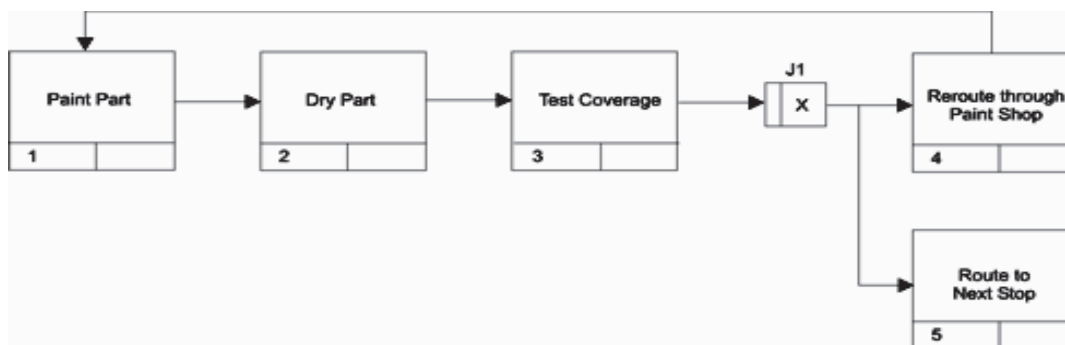 J1
Paint Part
Dry Part
Test Coverage
X
Reroute through
Paint Shop
1
2
3
4
Route to
Next Stop
5